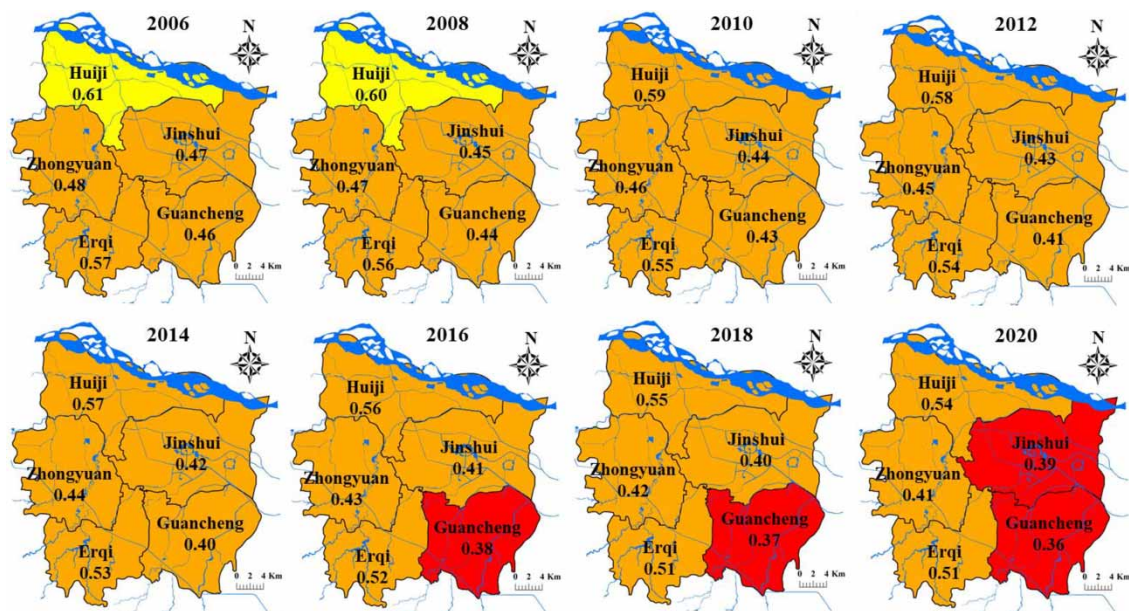 2006
N
Huiji
0.61
Jinshui
0.47
Zhongyuan
0.48
Guancheng
0.46
Erqi
0.57
0 2 4 Km
2008
N
Huiji
0.60
Jinshui
0.45
Zhongyuan
0.47
Guancheng
0.44
Erqi
0.56
0 2 4 Km
2010
N
Huiji
0.59
Jinshui
0.44
Zhongyuan
0.46
Guancheng
0.43
Erqi
0.55
0 2 4 Km
2012
N
Huiji
0.58
Jinshui
0.43
Zhongyuan
0.45
Guancheng
0.41
Erqi
0.54
0 2 4 Km
2014
N
Huiji
0.57
Jinshui
0.42
Zhongyuan
0.44
Guancheng
0.40
Erqi
0.53
0 2 4 Km
2016
N
Huiji
0.56
Jinshui
0.41
Zhongyuan
0.43
Guancheng
0.38
Erqi
0.52
0 2 4 Km
2018
N
Huiji
0.55
Jinshui
0.40
Zhongyuan
0.42
Guancheng
0.37
Erqi
0.51
0 2 4 Km
2020
N
Huiji
0.54
Jinshui
0.39
Zhongyuan
0.41
Guancheng
0.36
Erqi
0.51
0 2 4 Km